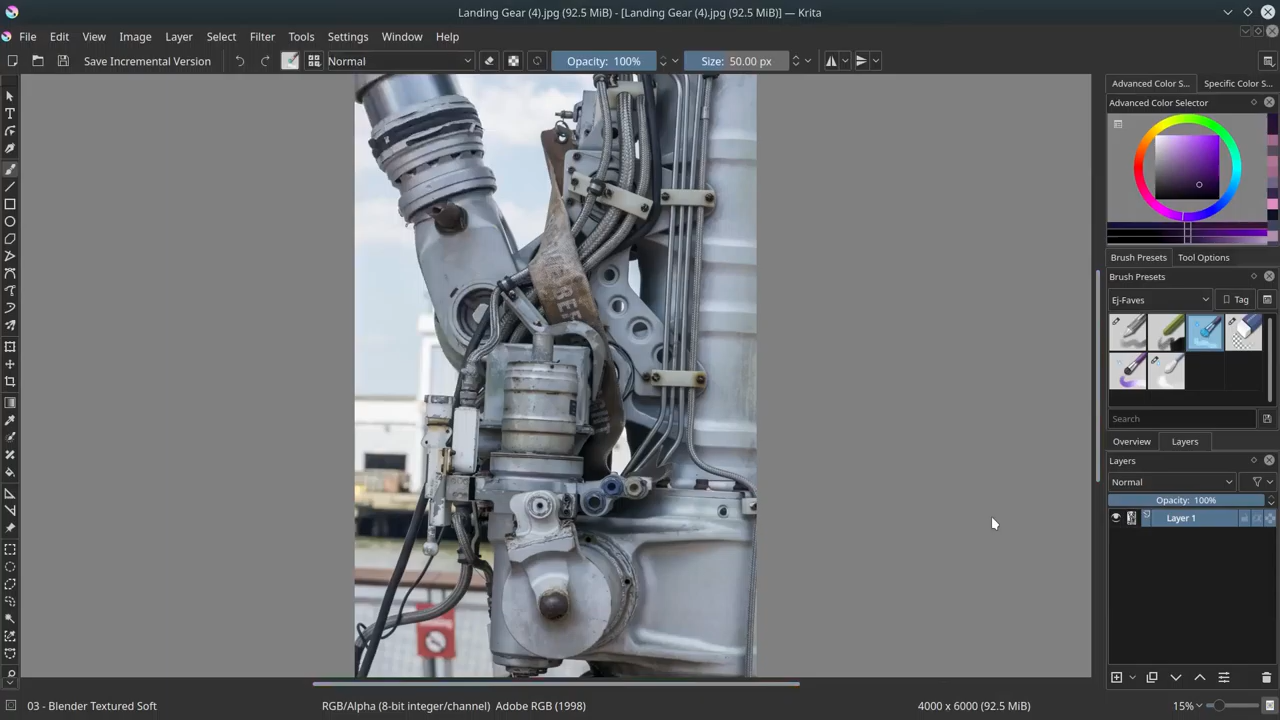 Landing Gear (4).jpg (92.5 MiB) - [Landing Gear (4).jpg (92.5 MiB)] — Krita
File Edit View Image Layer Select Filter Tools Settings Window Help
Save Incremental Version Normal Opacity: 100% Size: 50.00 px
Advanced Color S... Specific Color S...
Advanced Color Selector
Brush Presets Tool Options
Brush Presets
Ej-Faves Tag
Search
Overview Layers
Layers
Normal
Opacity: 100%
Layer 1
03 - Blender Textured Soft RGB/Alpha (8-bit integer/channel) Adobe RGB (1998) 4000 x 6000 (92.5 MiB) 15%